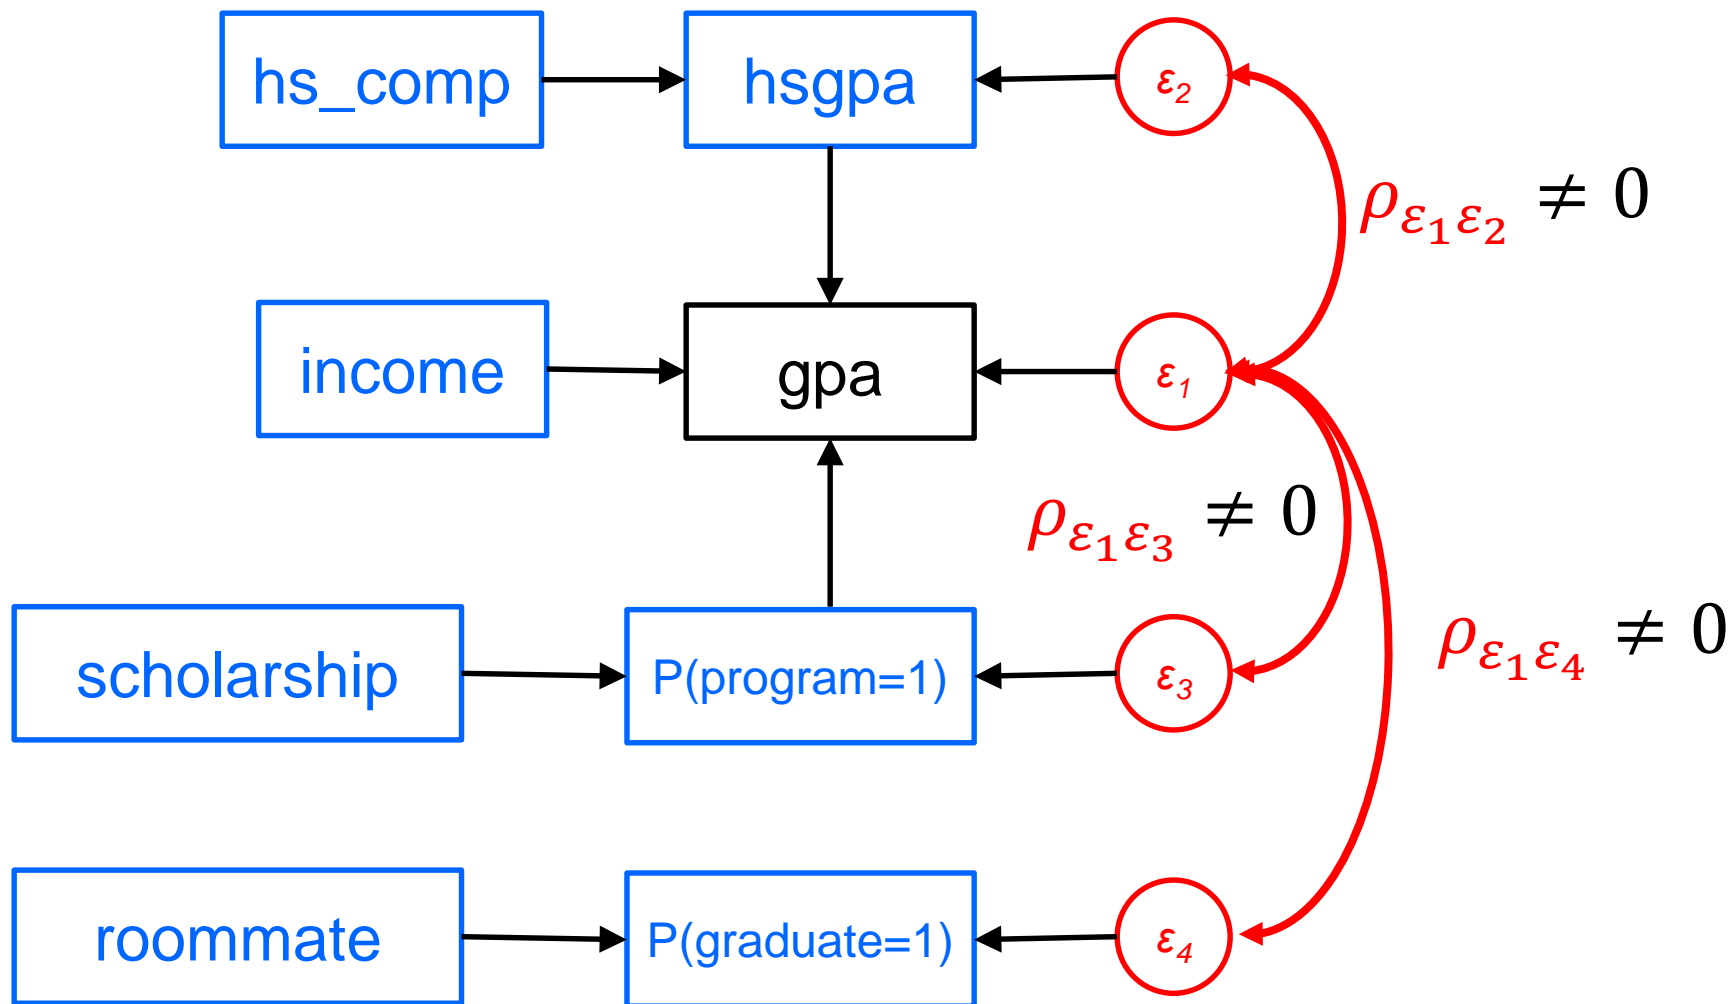 hs_comp
hsgpa
ε2
ρε1ε2 ≠ 0
income
gpa
ε1
ρε1ε3 ≠ 0
scholarship
P(program=1)
ε3
ρε1ε4 ≠ 0
roommate
P(graduate=1)
ε4